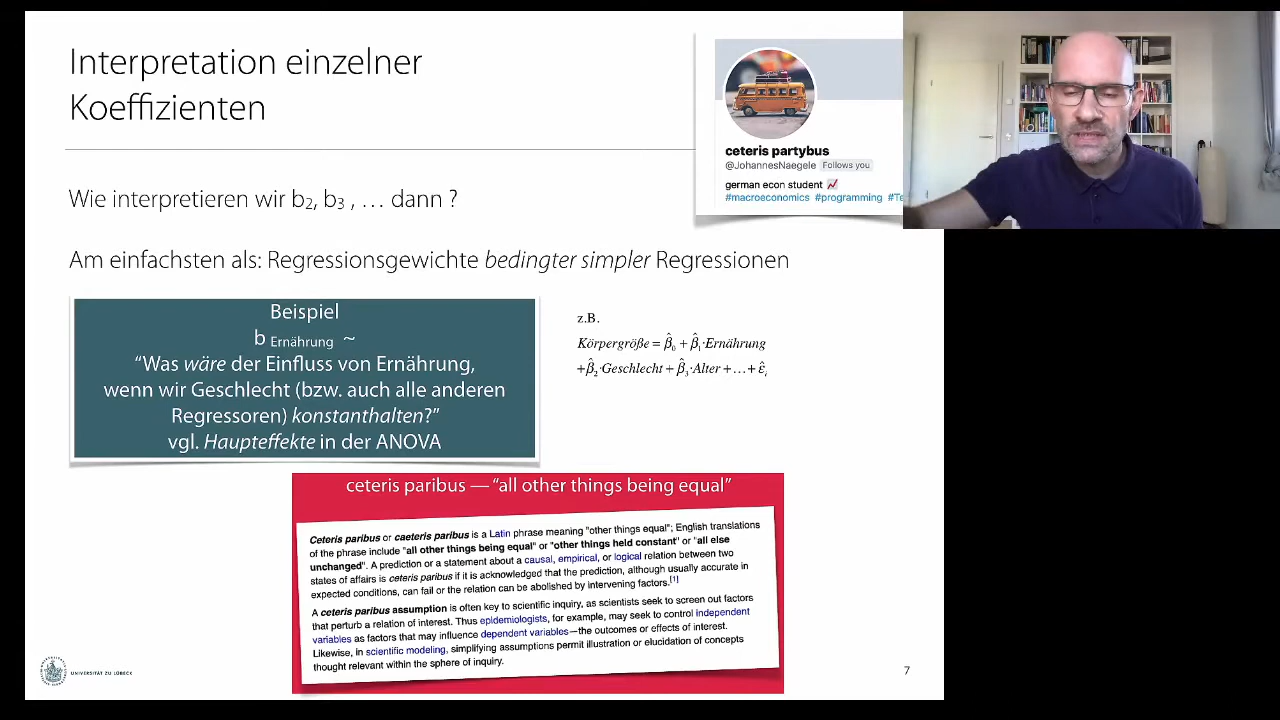 Interpretation einzelner
Koeffizienten
ceteris partybus
@JohannesNaegele Follows you
german econ student 📈
#macroeconomics #programming #Te
Wie interpretieren wir b₂, b₃ , … dann ?
Am einfachsten als: Regressionsgewichte bedingter simpler Regressionen
Beispiel
b Ernährung ~
“Was wäre der Einfluss von Ernährung,
wenn wir Geschlecht (bzw. auch alle anderen
Regressoren) konstanthalten?”
vgl. Haupteffekte in der ANOVA
z.B.
Körpergröße = β̂₀ + β̂₁·Ernährung
+β̂₂·Geschlecht + β̂₃·Alter + … + ε̂ᵢ
ceteris paribus — “all other things being equal”
Ceteris paribus or caeteris paribus is a Latin phrase meaning "other things equal"; English translations
of the phrase include "all other things being equal" or "other things held constant" or "all else
unchanged". A prediction or a statement about a causal, empirical, or logical relation between two
states of affairs is ceteris paribus if it is acknowledged that the prediction, although usually accurate in
expected conditions, can fail or the relation can be abolished by intervening factors.[1]
A ceteris paribus assumption is often key to scientific inquiry, as scientists seek to screen out factors
that perturb a relation of interest. Thus epidemiologists, for example, may seek to control independent
variables as factors that may influence dependent variables—the outcomes or effects of interest.
Likewise, in scientific modeling, simplifying assumptions permit illustration or elucidation of concepts
thought relevant within the sphere of inquiry.
UNIVERSITÄT ZU LÜBECK
7